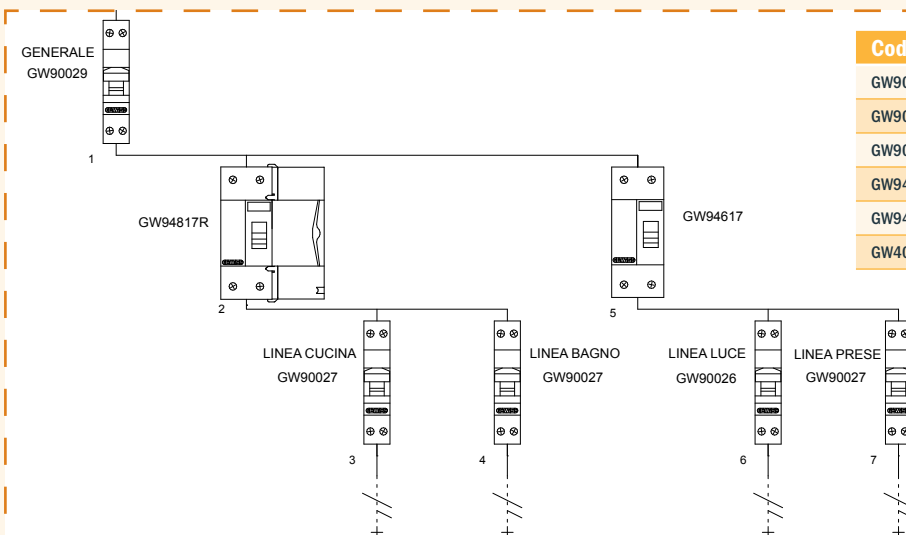 GENERALE
GW90029
1
GW94817R
2
GW94617
5
LINEA CUCINA
GW90027
3
LINEA BAGNO
GW90027
4
LINEA LUCE
GW90026
6
LINEA PRESE
GW90027
7
Cod
GW90
GW90
GW90
GW94
GW94
GW40